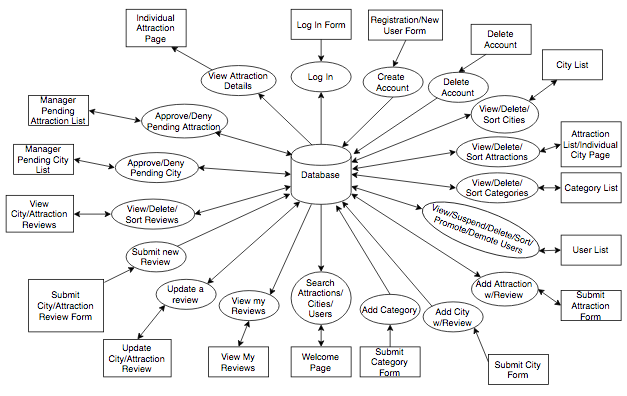 Individual
Attraction
Page
Log In Form
Registration/New
User Form
Delete
Account
City List
View Attraction
Details
Log In
Create
Account
Delete
Account
View/Delete/
Sort Cities
Manager
Pending
Attraction List
Approve/Deny
Pending Attraction
Attraction
List/Individual
City Page
View/Delete/
Sort Attractions
Manager
Pending City
List
Approve/Deny
Pending City
Database
View/Delete/
Sort Categories
Category List
View
City/Attraction
Reviews
View/Delete/
Sort Reviews
View/Suspend/Delete/Sort/
Promote/Demote Users
User List
Submit new
Review
Submit
City/Attraction
Review Form
Update a
review
View my
Reviews
Search
Attractions/
Cities/
Users
Add Category
Add City
w/Review
Add Attraction
w/Review
Submit
Attraction
Form
Update
City/Attraction
Review
View My
Reviews
Welcome
Page
Submit
Category
Form
Submit City
Form